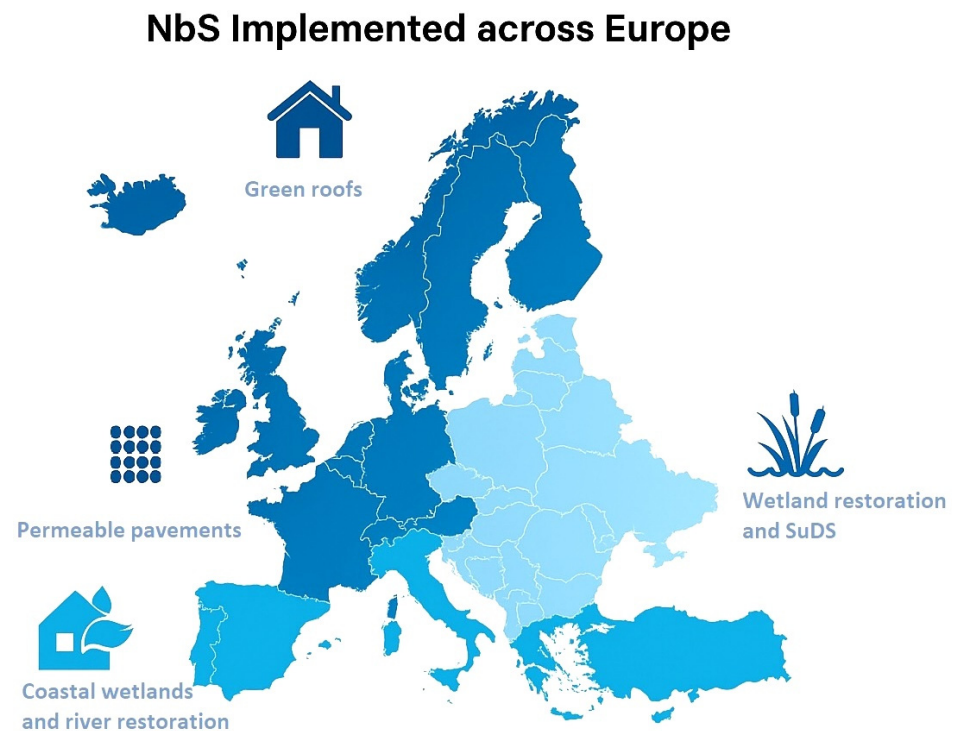 NbS Implemented across Europe
Green roofs
Permeable pavements
Wetland restoration
and SuDS
Coastal wetlands
and river restoration